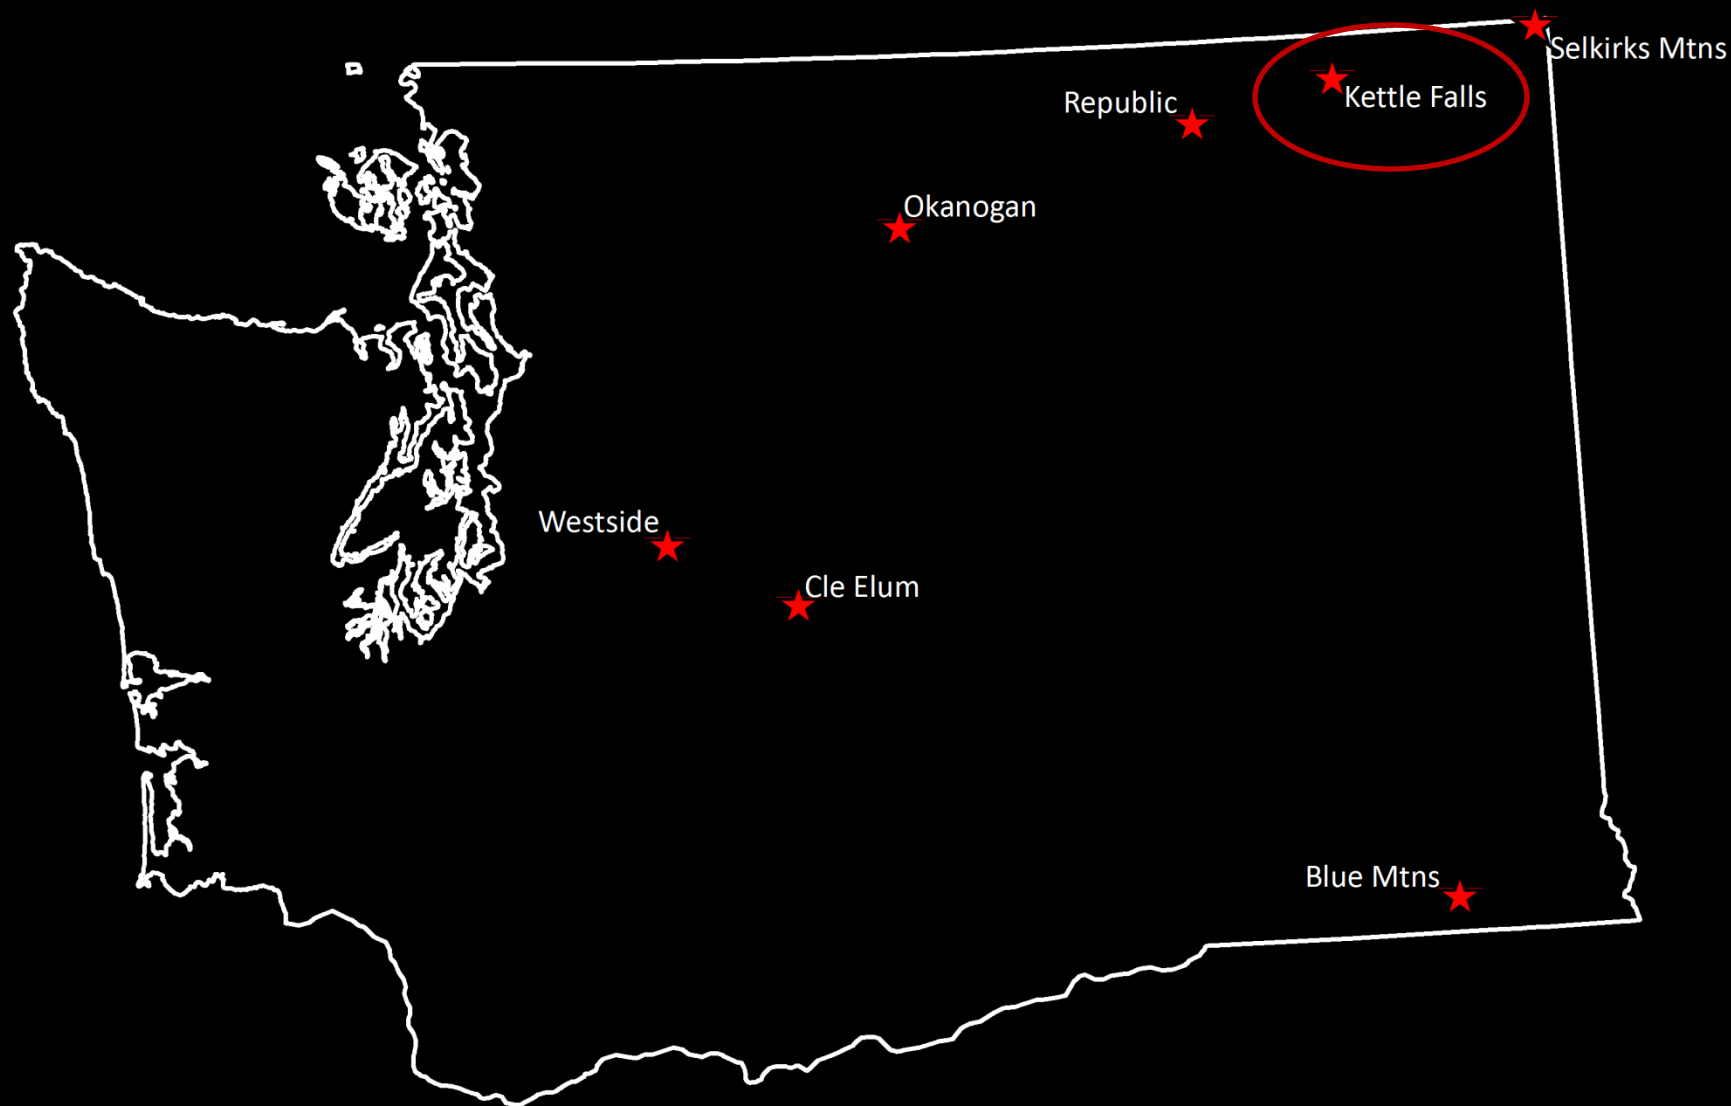 Selkirks Mtns
Kettle Falls
Republic
Okanogan
Westside
Cle Elum
Blue Mtns